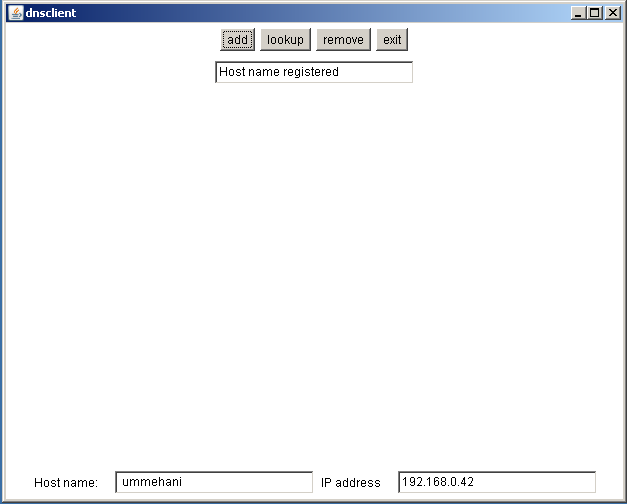 dnsclient
add lookup remove exit
Host name registered
Host name: ummehani IP address 192.168.0.42